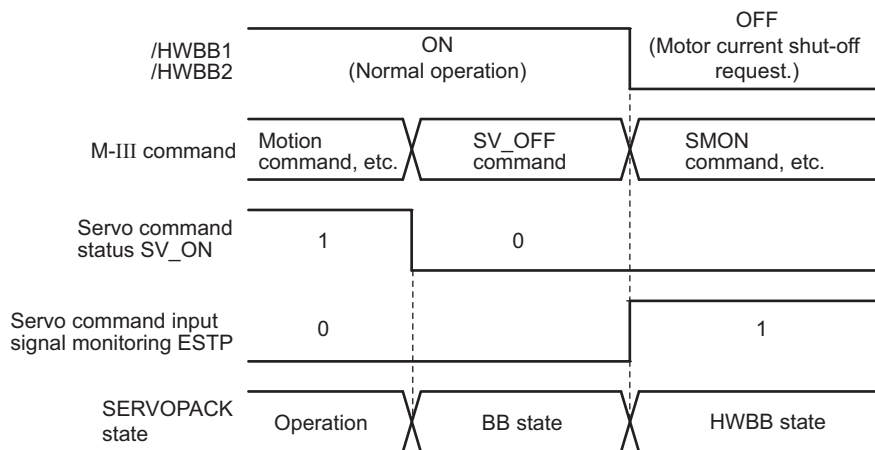 OFF
(Motor current shut-off
request.)
/HWBB1
/HWBB2
ON
(Normal operation)
M-III command
Motion
command, etc.
SV_OFF
command
SMON
command, etc.
Servo command
status SV_ON
1
0
Servo command input
signal monitoring ESTP
0
1
SERVOPACK
state
Operation
BB state
HWBB state